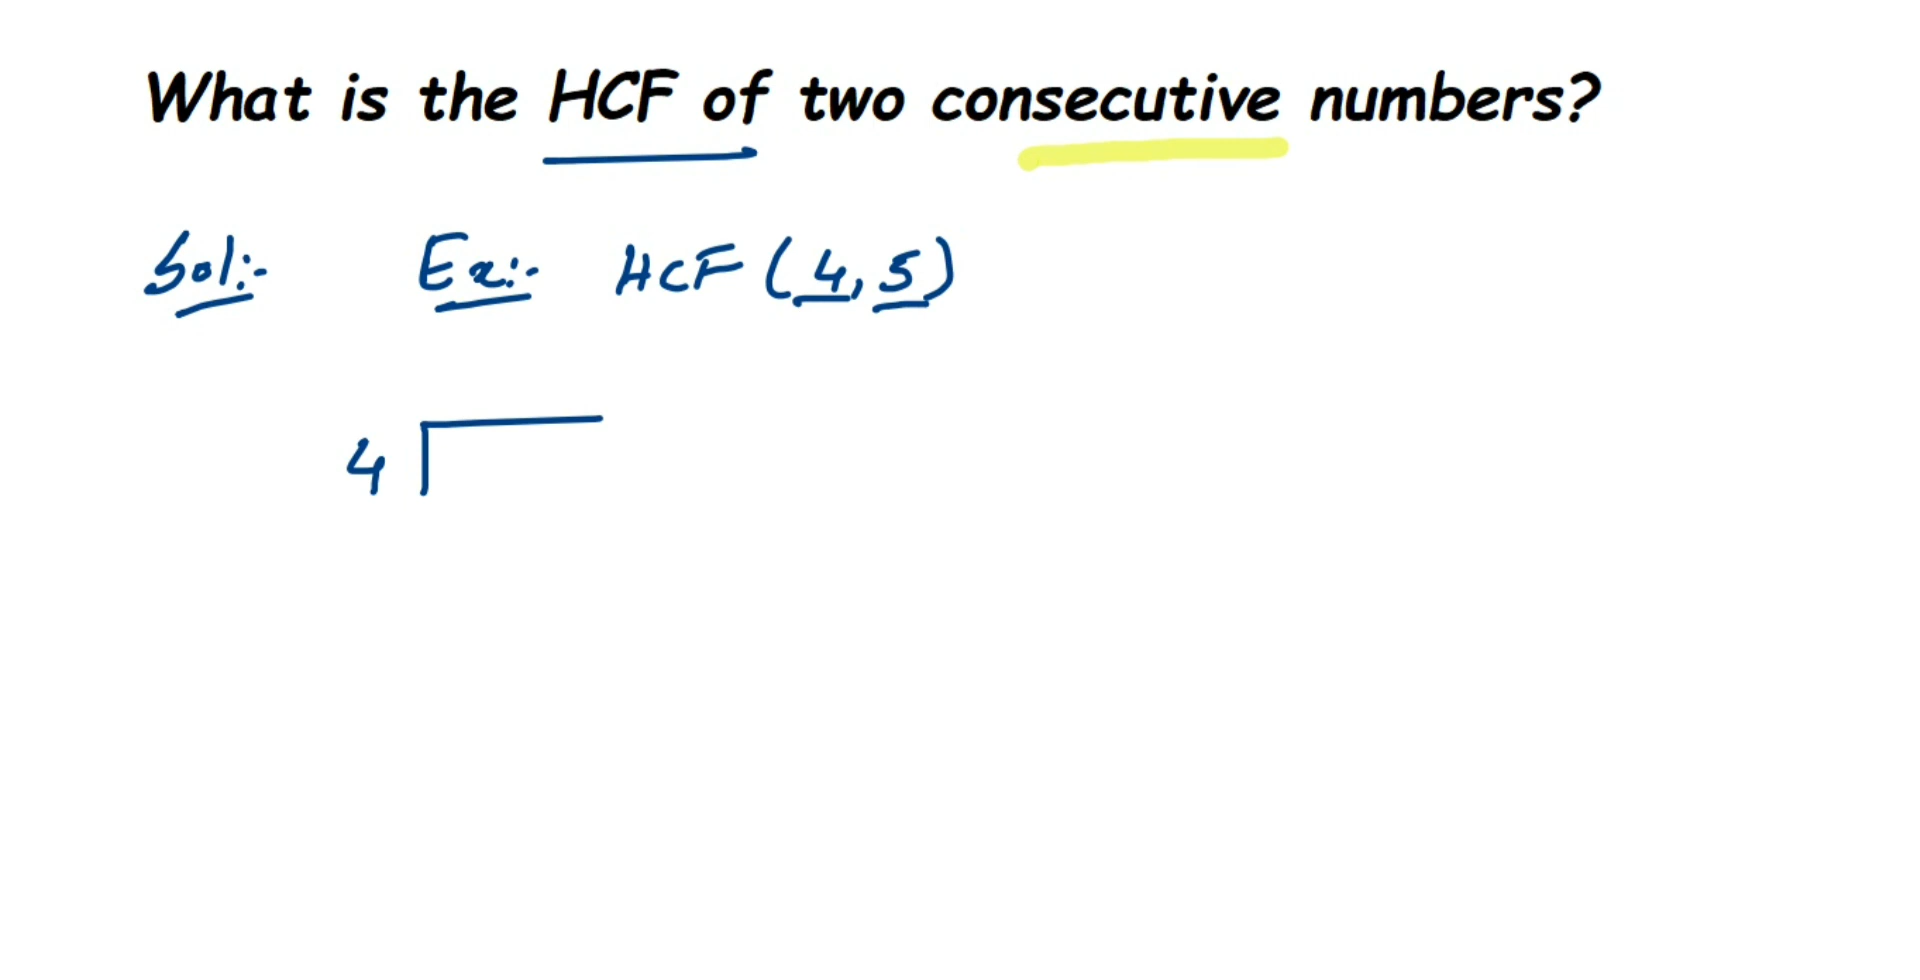 What is the HCF of two consecutive numbers?
Sol:- Ex:- HCF (4, 5)
4